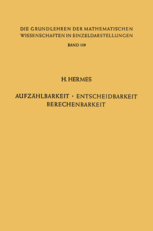 DIE GRUNDLEHREN DER MATHEMATISCHEN
WISSENSCHAFTEN IN EINZELDARSTELLUNGEN
BAND 109
H. HERMES
AUFZÄHLBARKEIT · ENTSCHEIDBARKEIT
BERECHENBARKEIT